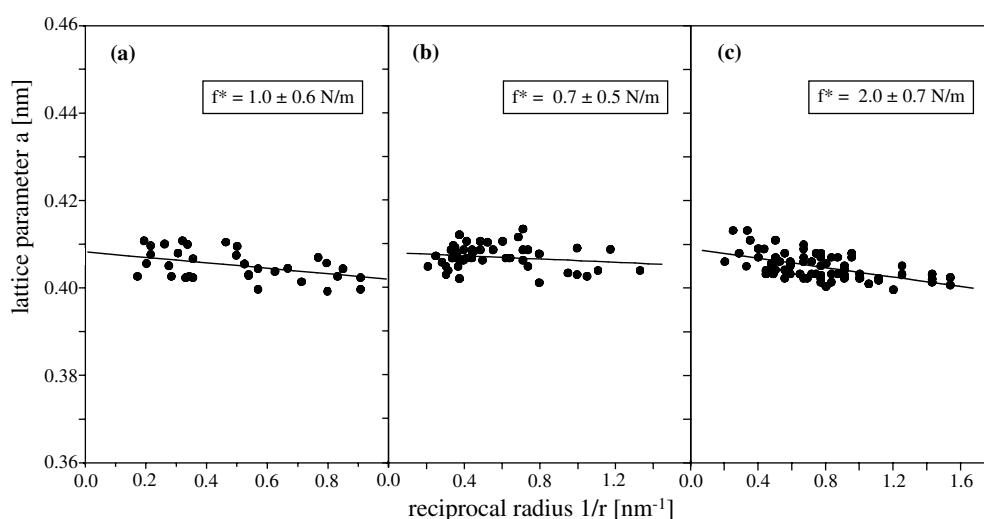 0.46
0.44
0.42
0.40
0.38
0.36
lattice parameter a [nm]
(a)
f* = 1.0 ± 0.6 N/m
(b)
f* = 0.7 ± 0.5 N/m
(c)
f* = 2.0 ± 0.7 N/m
0.0 0.2 0.4 0.6 0.8 0.0 0.4 0.8 1.2 0.0 0.4 0.8 1.2 1.6
reciprocal radius 1/r [nm⁻¹]